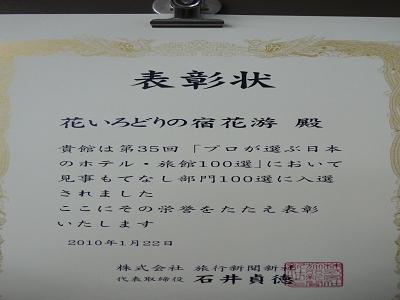 表彰状
花いろどりの宿花游 殿
貴館は第35回「プロが選ぶ日本
のホテル・旅館100選」において
見事もてなし部門100選に入選
されました
ここにその栄誉をたたえ表彰
いたします
2010年1月22日
株式会社 旅行新聞新社
代表取締役 石井貞徳